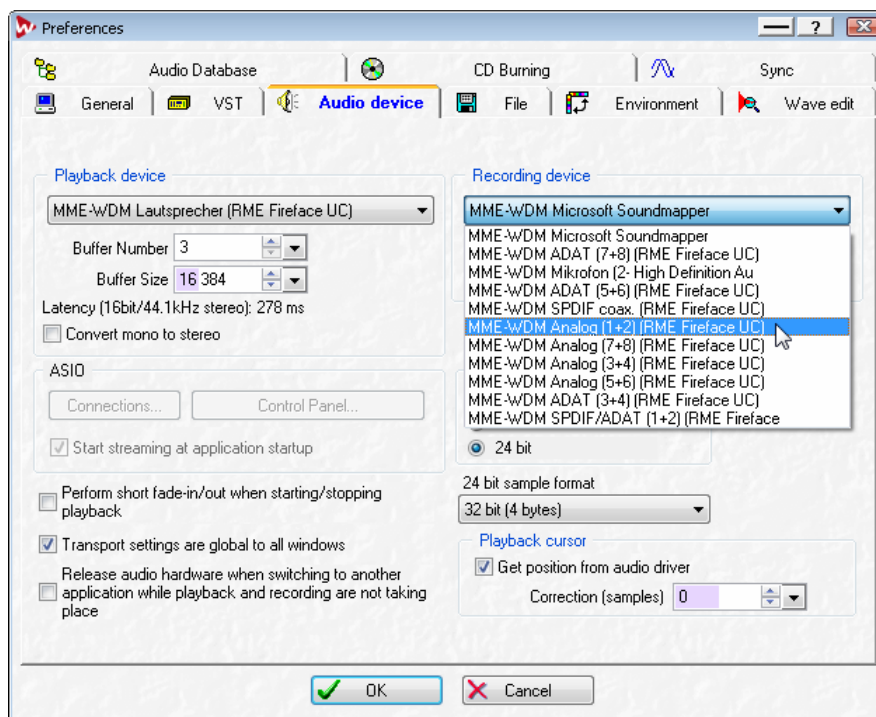 Preferences
?
Audio Database
CD Burning
Sync
General
VST
Audio device
File
Environment
Wave edit
Playback device
MME-WDM Lautsprecher (RME Fireface UC)
Buffer Number
3
Buffer Size
16 384
Latency (16bit/44.1kHz stereo): 278 ms
Convert mono to stereo
Recording device
MME-WDM Microsoft Soundmapper
MME-WDM Microsoft Soundmapper
MME-WDM ADAT (7+8) (RME Fireface UC)
MME-WDM Mikrofon (2- High Definition Au
MME-WDM ADAT (5+6) (RME Fireface UC)
MME-WDM SPDIF coax. (RME Fireface UC)
MME-WDM Analog (1+2) (RME Fireface UC)
MME-WDM Analog (7+8) (RME Fireface UC)
MME-WDM Analog (3+4) (RME Fireface UC)
MME-WDM Analog (5+6) (RME Fireface UC)
MME-WDM ADAT (3+4) (RME Fireface UC)
MME-WDM SPDIF/ADAT (1+2) (RME Fireface
ASIO
Connections...
Control Panel...
Start streaming at application startup
24 bit
Perform short fade-in/out when starting/stopping
playback
Transport settings are global to all windows
Release audio hardware when switching to another
application while playback and recording are not taking
place
24 bit sample format
32 bit (4 bytes)
Playback cursor
Get position from audio driver
Correction (samples)
0
OK
Cancel